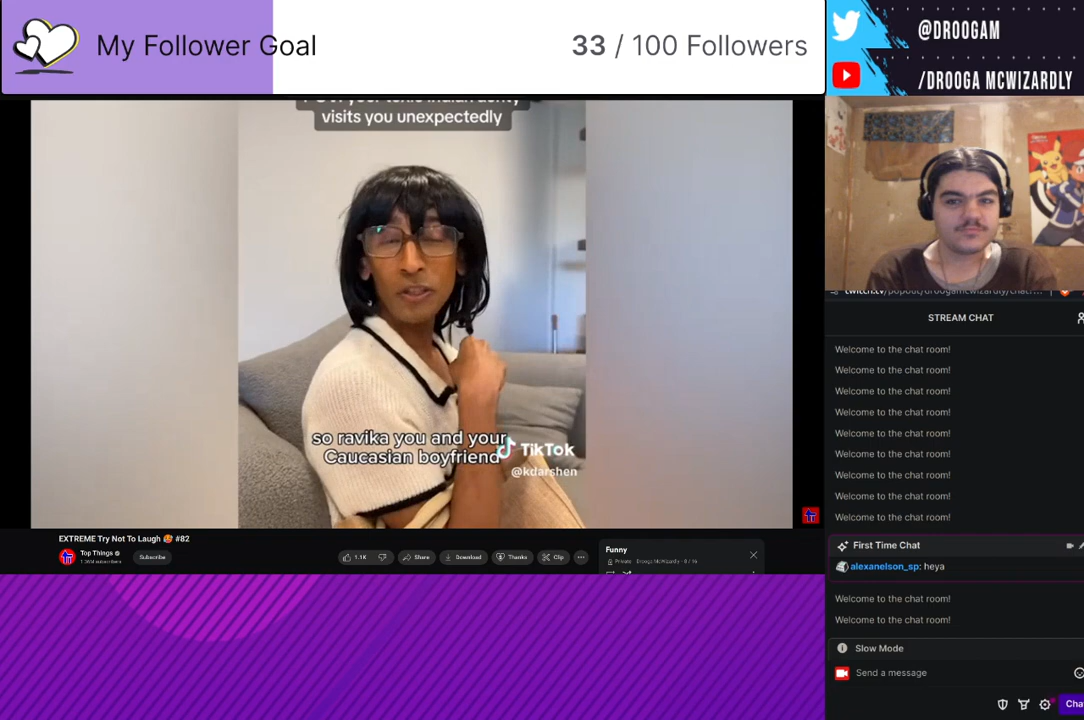 My Follower Goal
33 / 100 Followers
@DROOGAM
/DROOGA MCWIZARDLY
visits you unexpectedly
so ravika you and your
Caucasian boyfriend
TikTok
@kdarshen
EXTREME Try Not To Laugh 🥵 #82
Top Things
Subscribe
1.1K
Share
Download
Thanks
Clip
Funny
Private
STREAM CHAT
Welcome to the chat room!
Welcome to the chat room!
Welcome to the chat room!
Welcome to the chat room!
Welcome to the chat room!
Welcome to the chat room!
Welcome to the chat room!
Welcome to the chat room!
Welcome to the chat room!
First Time Chat
alexanelson_sp: heya
Welcome to the chat room!
Welcome to the chat room!
Slow Mode
Send a message
Cha